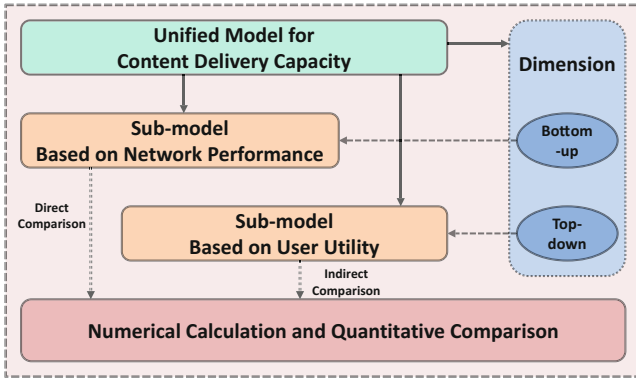 Unified Model for
Content Delivery Capacity
Dimension
Sub-model
Based on Network Performance
Bottom
-up
Direct
Comparison
Sub-model
Based on User Utility
Top-
down
Indirect
Comparison
Numerical Calculation and Quantitative Comparison